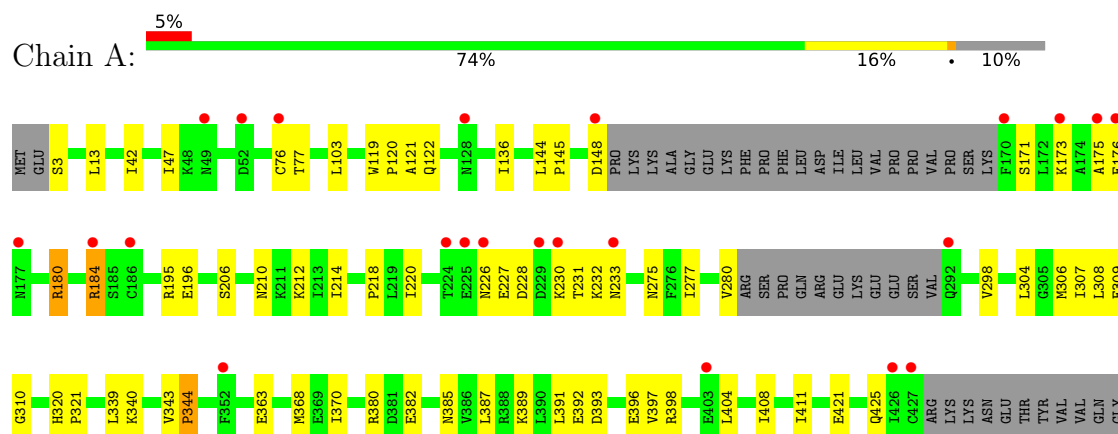 5%
Chain A:
74% 16% • 10%
MET GLU S3 L13 I42 I47 K48 N49 D52 C76 T77 L103 W119 P120 A121 Q122 N128 I136 L144 P145 D148 PRO LYS LYS ALA GLY GLU LYS PHE PRO PHE LEU ASP ILE LEU VAL PRO PRO VAL PRO SER LYS F170 S171 L172 K173 A174 A175 E176
N177 R180 R184 S185 C186 R195 E196 S206 N210 K211 K212 I213 I214 P218 L219 I220 T224 E225 N226 E227 D228 D229 K230 T231 K232 N233 N275 F276 I277 V280 ARG SER PRO GLN ARG GLU LYS GLU GLU SER VAL Q292 V298 L304 G305 M306 I307 L308 E309
G310 H320 P321 L339 K340 V343 P344 F352 E363 M368 E369 I370 R380 D381 E382 N385 V386 L387 R388 K389 L390 L391 E392 D393 E396 V397 R398 E403 L404 I408 I411 E421 Q425 I426 C427 ARG LYS LYS ASN GLU THR TYR VAL VAL GLN GLY